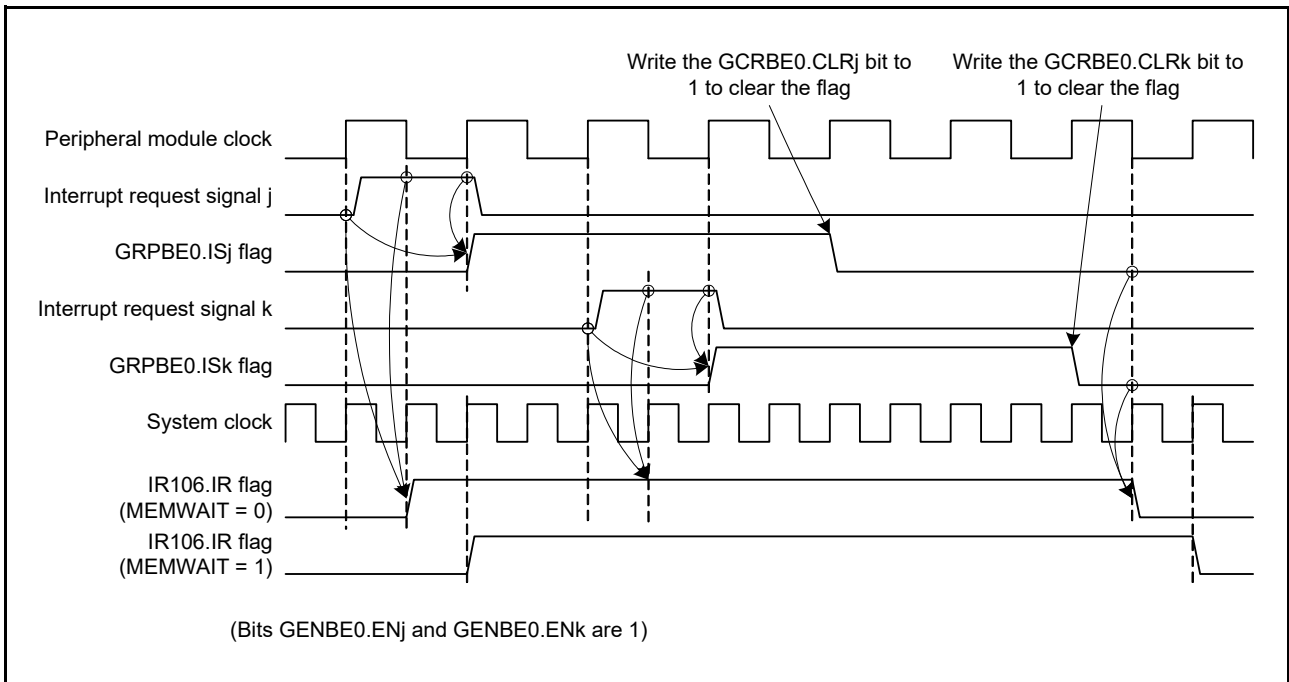 Write the GCRBE0.CLRj bit to
1 to clear the flag
Write the GCRBE0.CLRk bit to
1 to clear the flag
Peripheral module clock
Interrupt request signal j
GRPBE0.ISj flag
Interrupt request signal k
GRPBE0.ISk flag
System clock
IR106.IR flag
(MEMWAIT = 0)
IR106.IR flag
(MEMWAIT = 1)
(Bits GENBE0.ENj and GENBE0.ENk are 1)